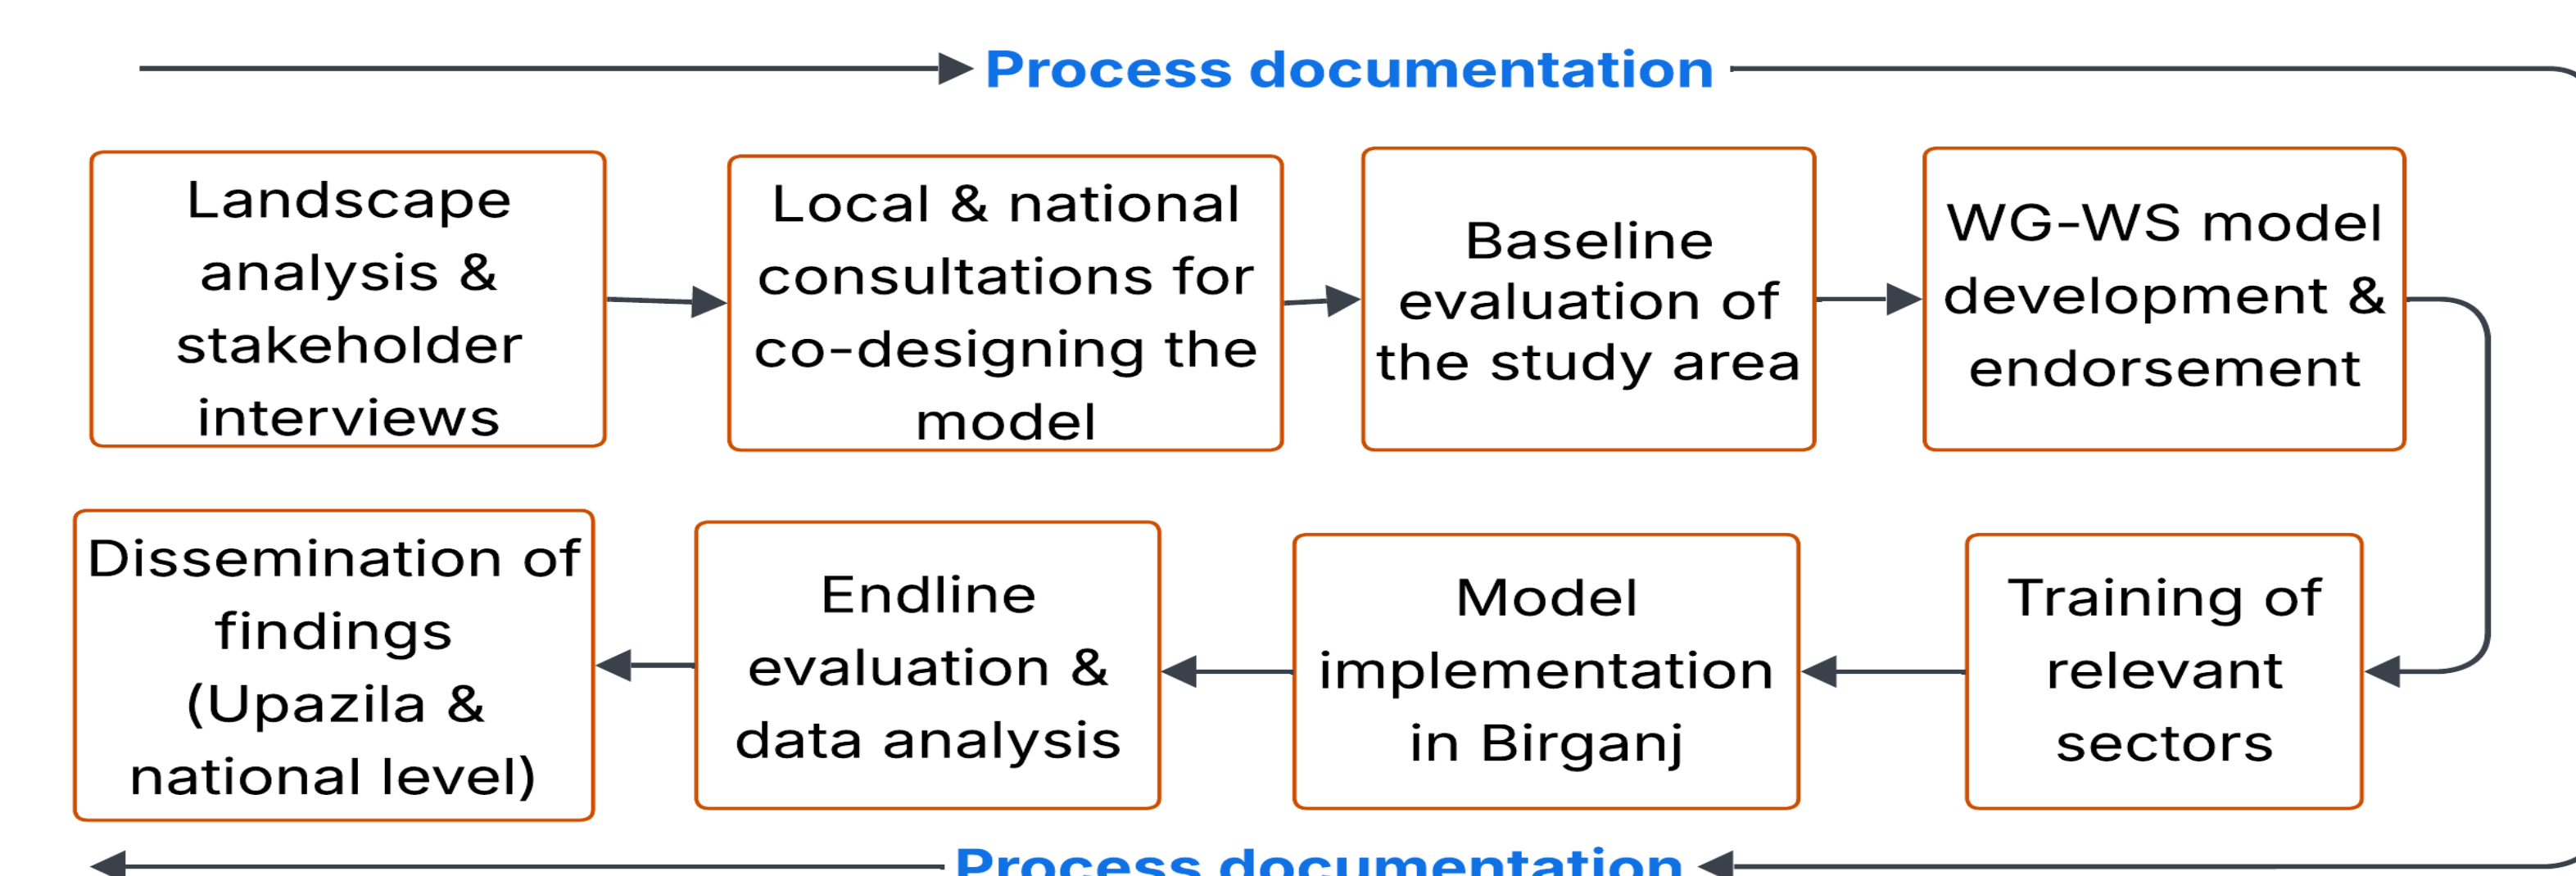 Process documentation
Landscape
analysis &
stakeholder
interviews
Local & national
consultations for
co-designing the
model
Baseline
evaluation of
the study area
WG-WS model
development &
endorsement
Dissemination of
findings
(Upazila &
national level)
Endline
evaluation &
data analysis
Model
implementation
in Birganj
Training of
relevant
sectors
Process documentation